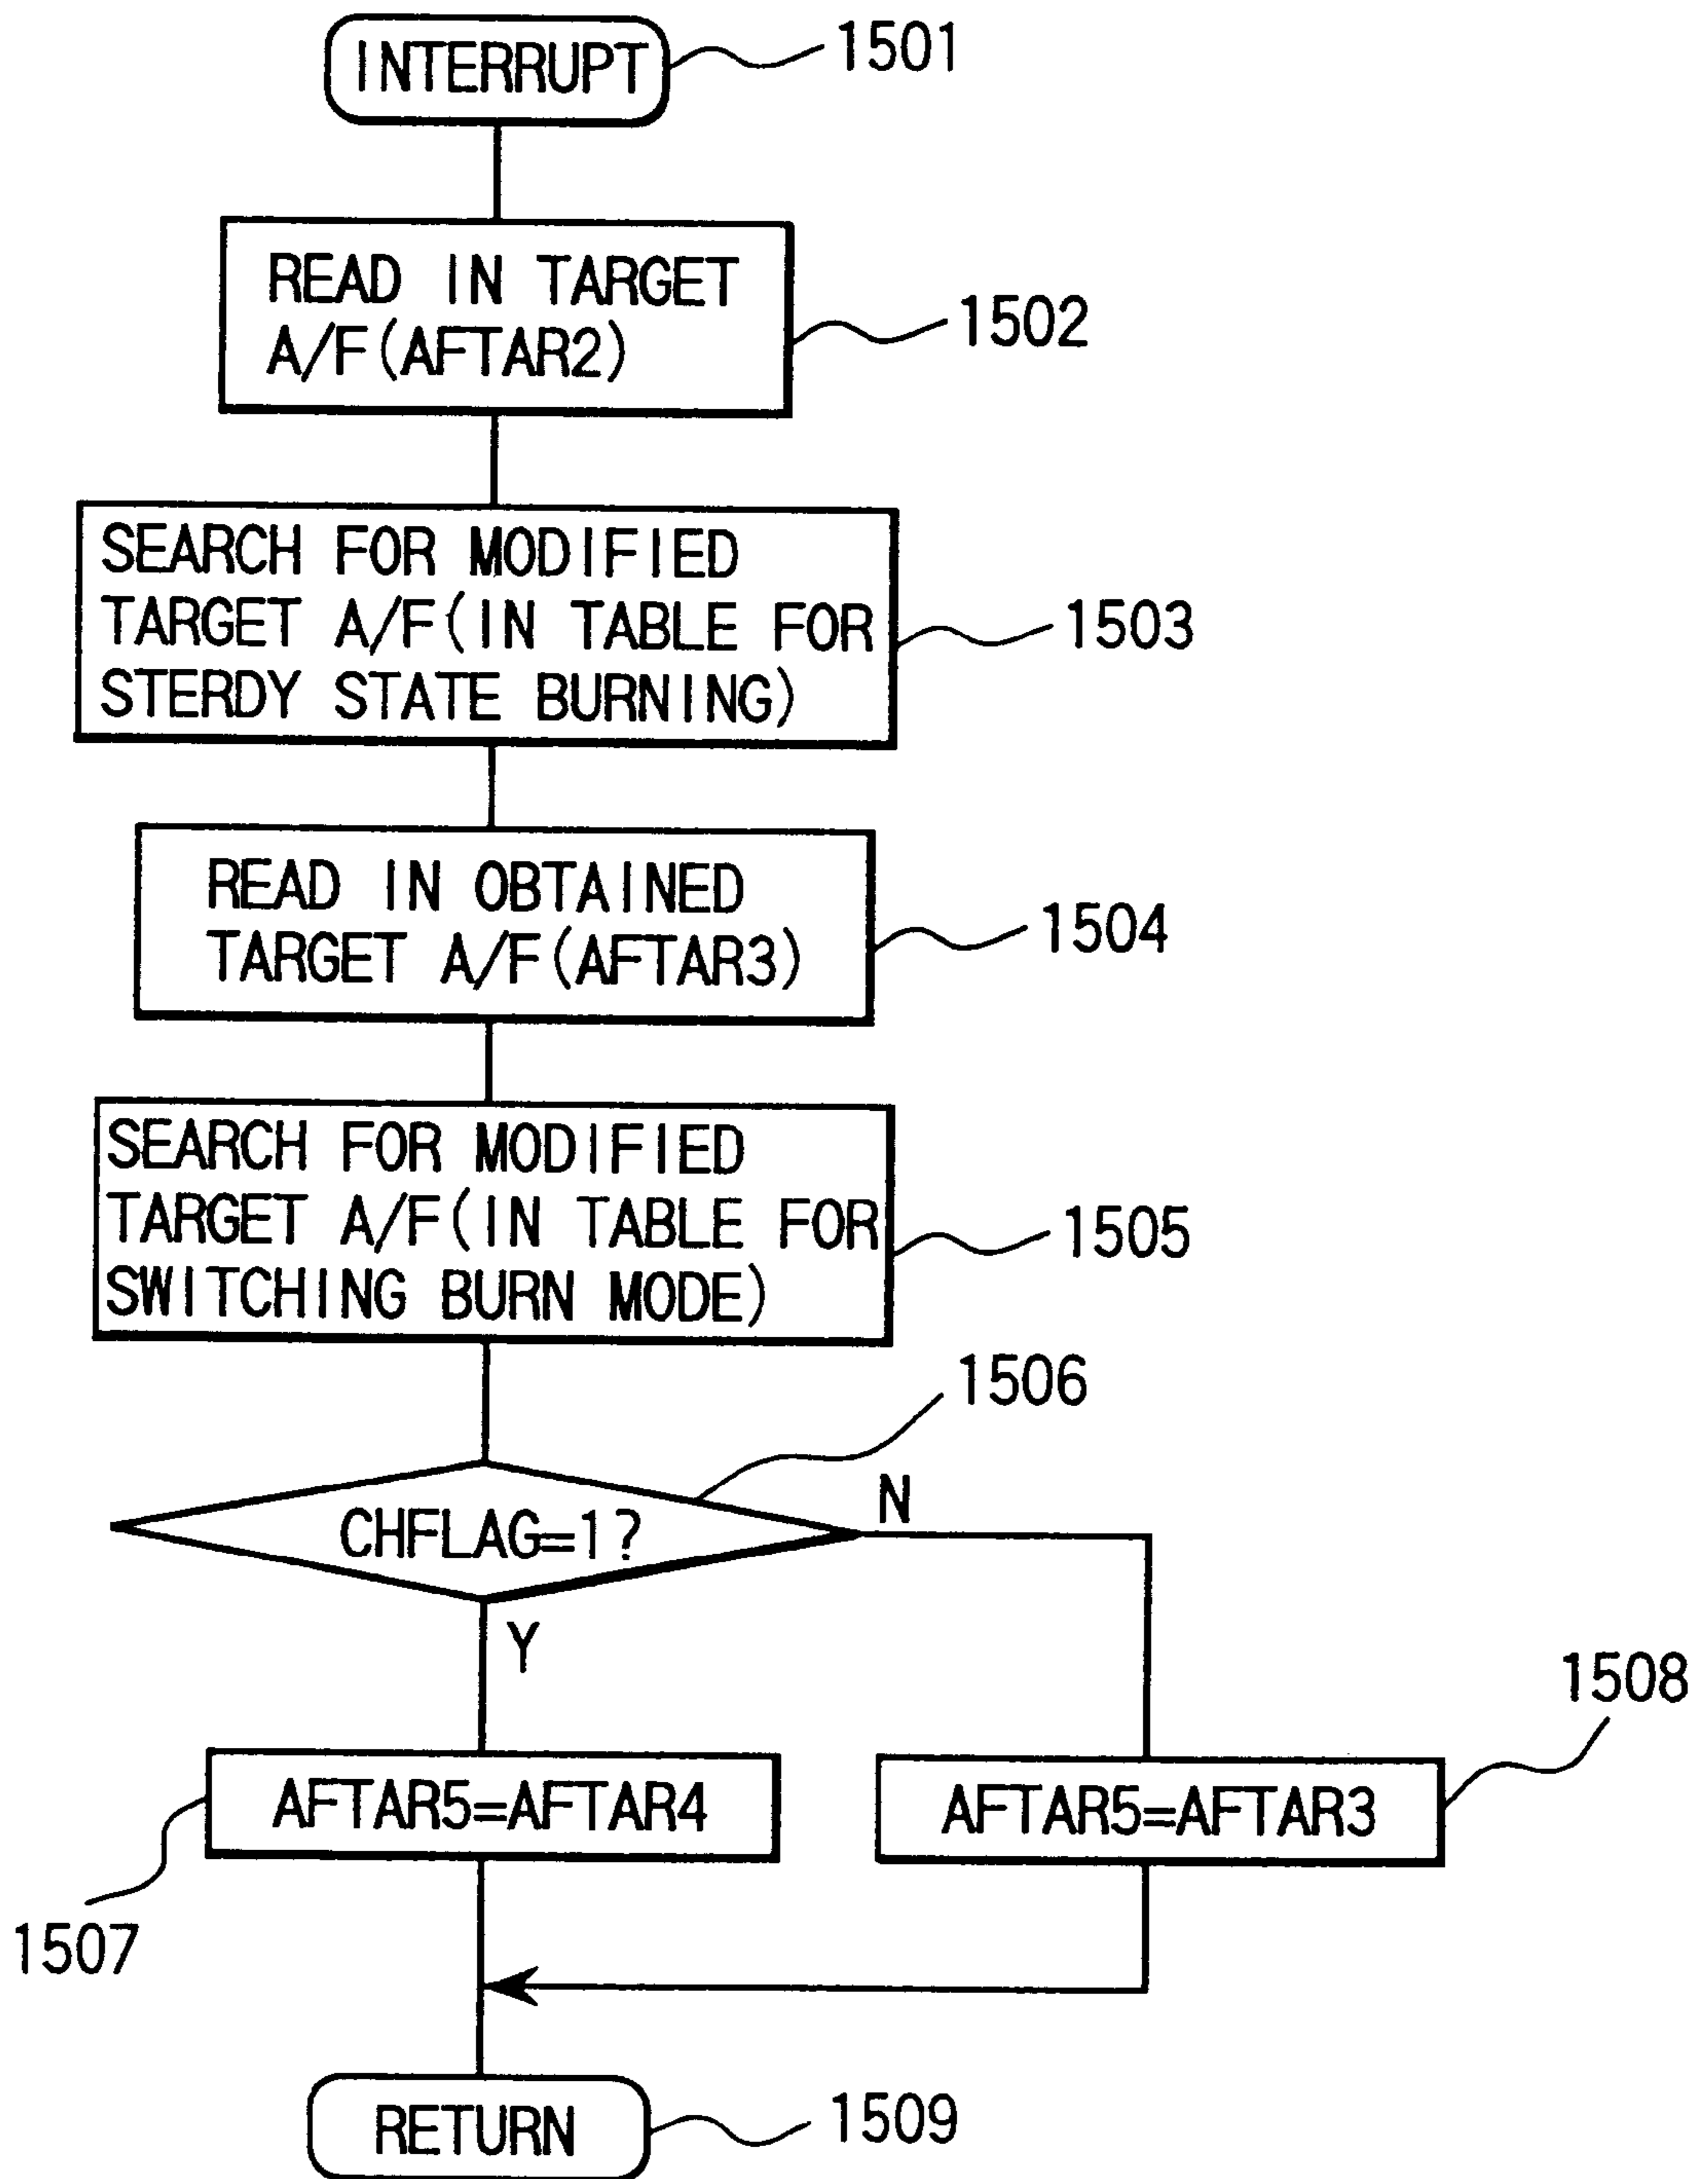 INTERRUPT
1501
READ IN TARGET
A/F(AFTAR2)
1502
SEARCH FOR MODIFIED
TARGET A/F(IN TABLE FOR
STERDY STATE BURNING)
1503
READ IN OBTAINED
TARGET A/F(AFTAR3)
1504
SEARCH FOR MODIFIED
TARGET A/F(IN TABLE FOR
SWITCHING BURN MODE)
1505
1506
CHFLAG=1?
N
Y
1508
AFTAR5=AFTAR4
AFTAR5=AFTAR3
1507
RETURN
1509